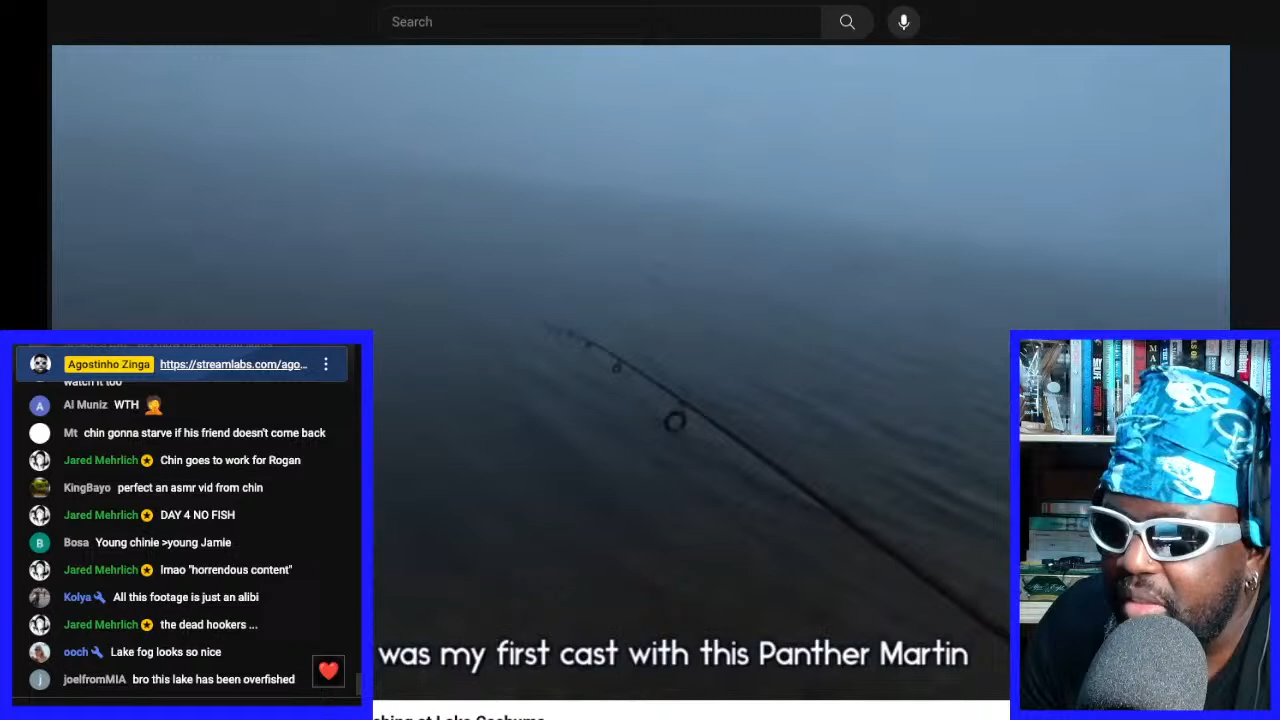 Search
Agostinho Zinga https://streamlabs.com/ago...
watch it too
Al Muniz WTH
Mt chin gonna starve if his friend doesn't come back
Jared Mehrlich Chin goes to work for Rogan
KingBayo perfect an asmr vid from chin
Jared Mehrlich DAY 4 NO FISH
B Bosa Young chinie >young Jamie
Jared Mehrlich lmao "horrendous content"
Kolya All this footage is just an alibi
Jared Mehrlich the dead hookers ...
ooch Lake fog looks so nice
j joelfromMIA bro this lake has been overfished
was my first cast with this Panther Martin